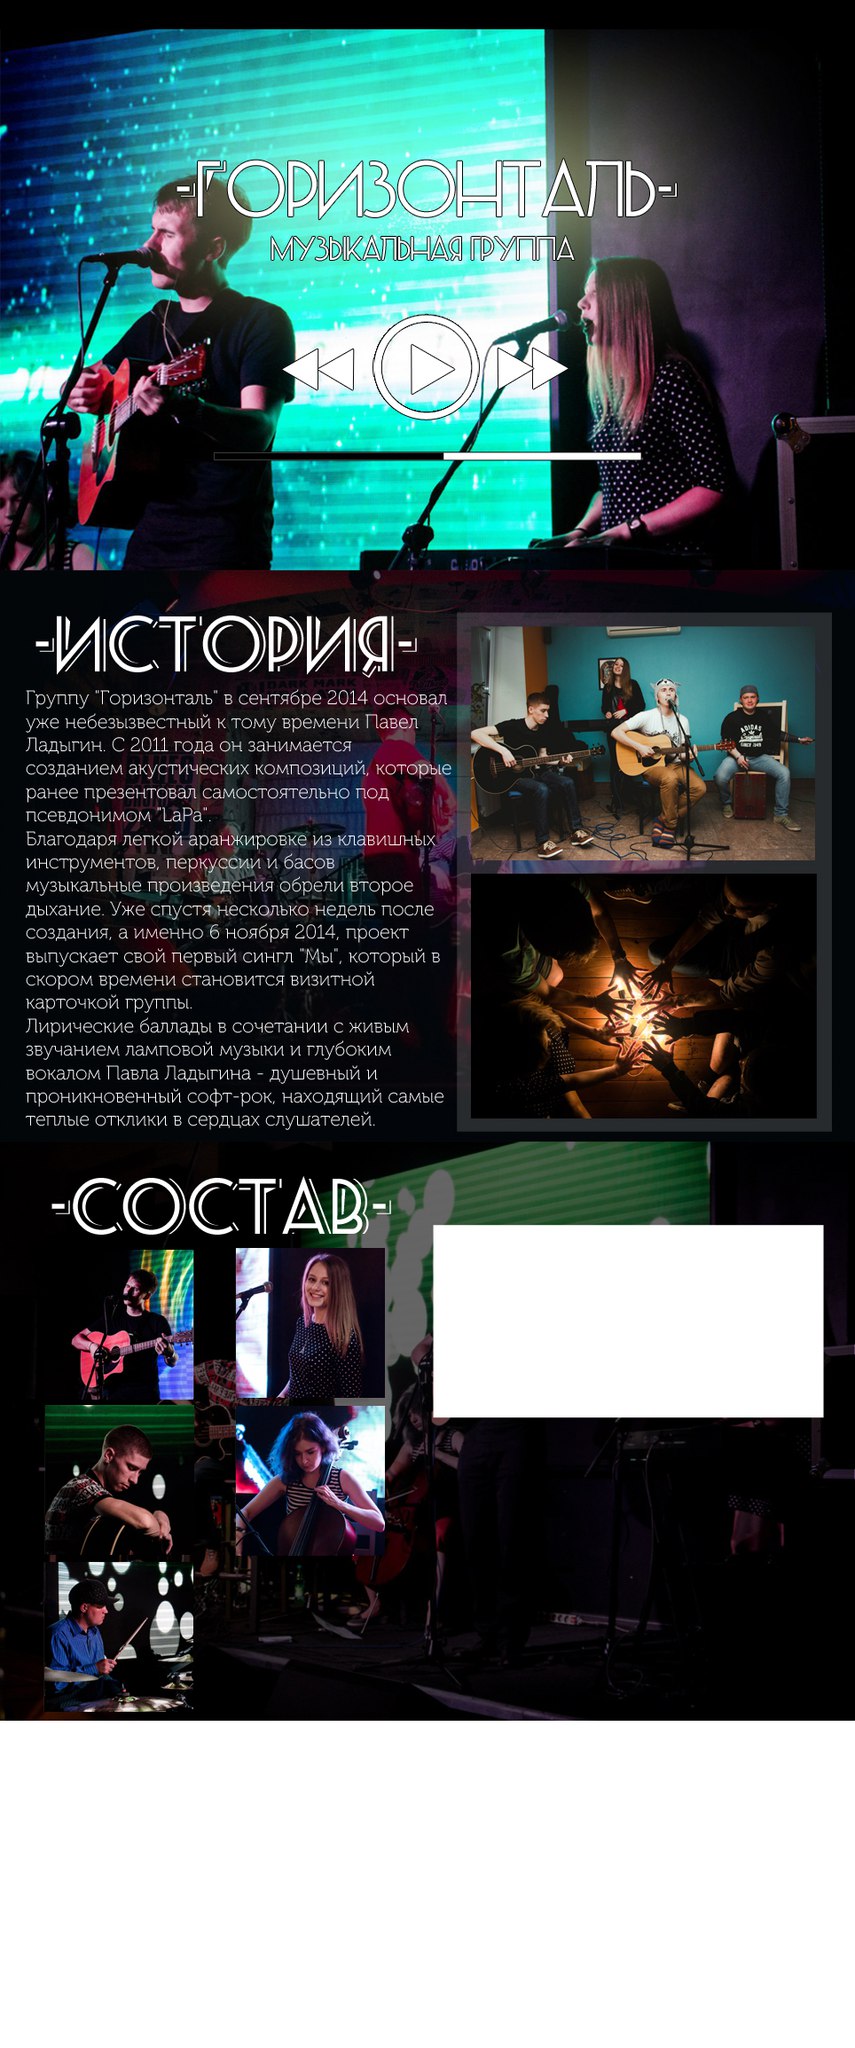 -ГОРИЗОНТАЛЬ-
МУЗЫКАЛЬНАЯ ГРУППА
-ИСТОРИЯ-
Группу "Горизонталь" в сентябре 2014 основал
уже небезызвестный к тому времени Павел
Ладыгин. С 2011 года он занимается
созданием акустических композиций, которые
ранее презентовал самостоятельно под
псевдонимом "LaPa".
Благодаря легкой аранжировке из клавишных
инструментов, перкуссии и басов
музыкальные произведения обрели второе
дыхание. Уже спустя несколько недель после
создания, а именно 6 ноября 2014, проект
выпускает свой первый сингл "Мы", который в
скором времени становится визитной
карточкой группы.
Лирические баллады в сочетании с живым
звучанием ламповой музыки и глубоким
вокалом Павла Ладыгина - душевный и
проникновенный софт-рок, находящий самые
теплые отклики в сердцах слушателей.
ADIDAS
-СОСТАВ-